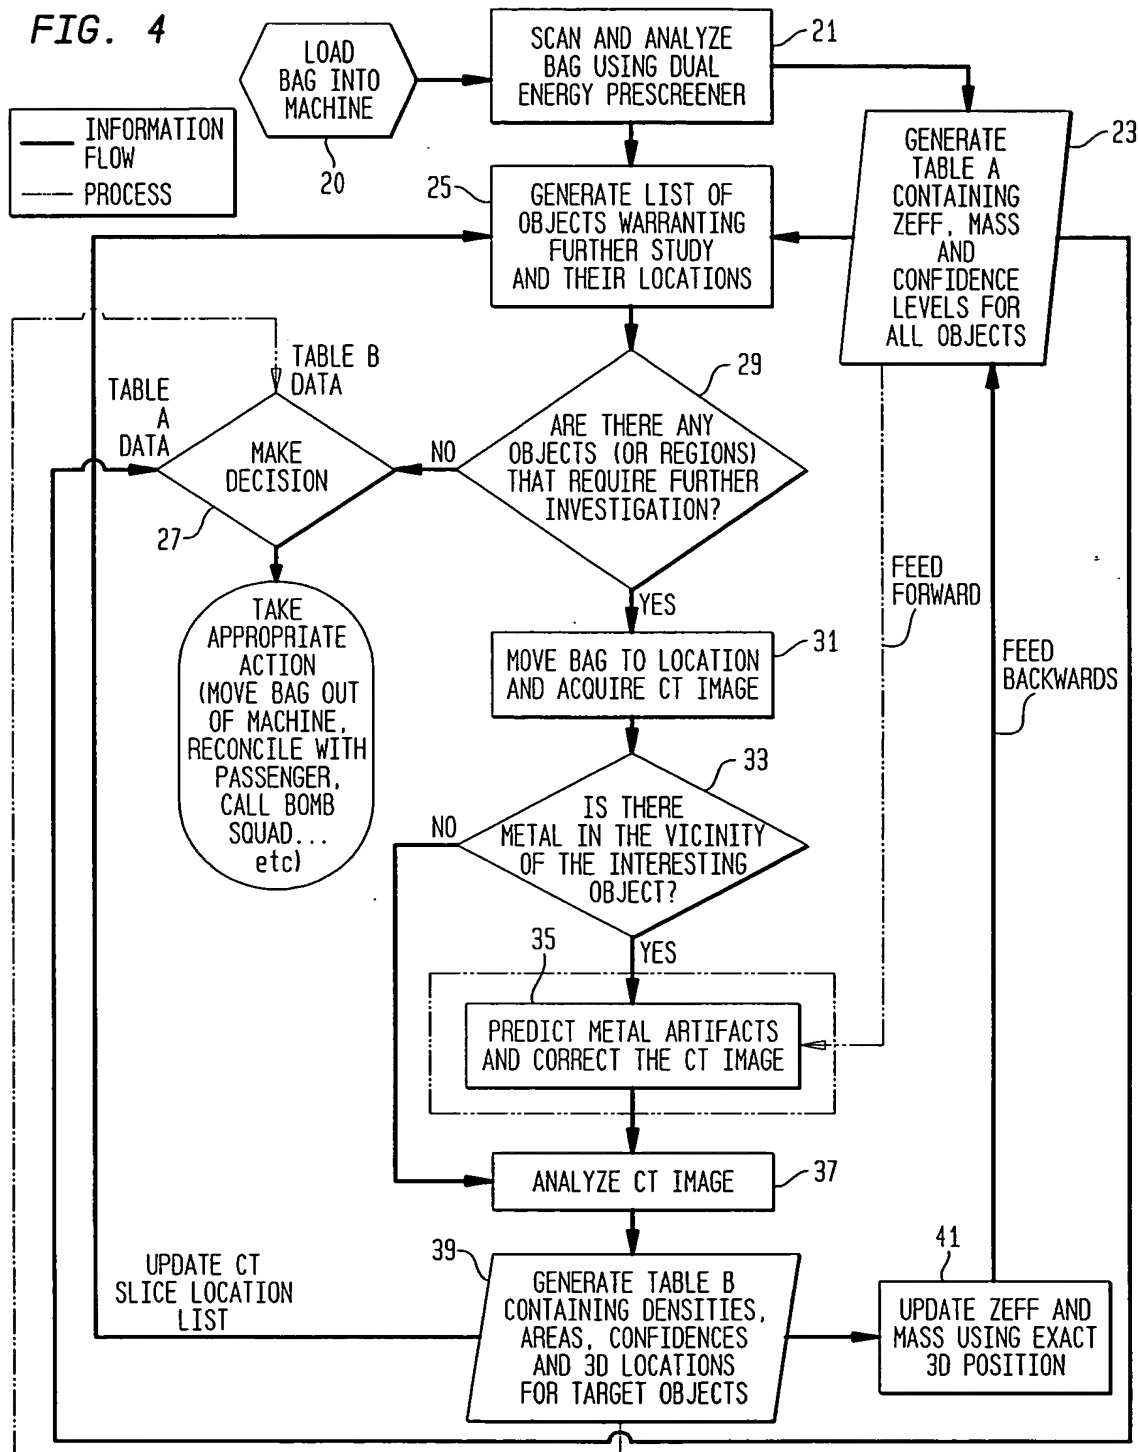 FIG. 4
LOAD
BAG INTO
MACHINE
20
SCAN AND ANALYZE
BAG USING DUAL
ENERGY PRESCREENER
21
INFORMATION
FLOW
PROCESS
GENERATE
TABLE A
CONTAINING
ZEFF, MASS
AND
CONFIDENCE
LEVELS FOR
ALL OBJECTS
23
25
GENERATE LIST OF
OBJECTS WARRANTING
FURTHER STUDY
AND THEIR LOCATIONS
TABLE B
DATA
TABLE
A
DATA
MAKE
DECISION
27
NO
29
ARE THERE ANY
OBJECTS (OR REGIONS)
THAT REQUIRE FURTHER
INVESTIGATION?
YES
FEED
FORWARD
FEED
BACKWARDS
TAKE
APPROPRIATE
ACTION
(MOVE BAG OUT
OF MACHINE,
RECONCILE WITH
PASSENGER,
CALL BOMB
SQUAD...
etc)
MOVE BAG TO LOCATION
AND ACQUIRE CT IMAGE
31
33
NO
IS THERE
METAL IN THE VICINITY
OF THE INTERESTING
OBJECT?
YES
35
PREDICT METAL ARTIFACTS
AND CORRECT THE CT IMAGE
ANALYZE CT IMAGE
37
UPDATE CT
SLICE LOCATION
LIST
39
GENERATE TABLE B
CONTAINING DENSITIES,
AREAS, CONFIDENCES
AND 3D LOCATIONS
FOR TARGET OBJECTS
41
UPDATE ZEFF AND
MASS USING EXACT
3D POSITION